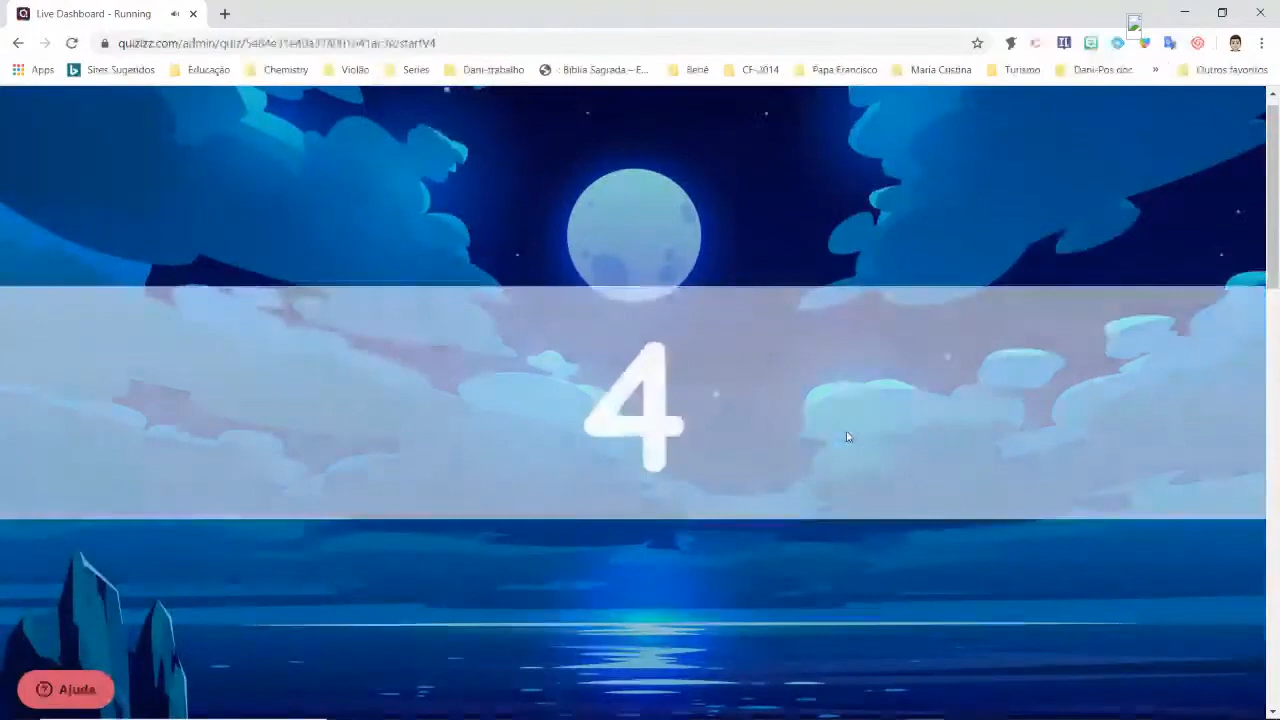 Live Dashboard - Running
Apps
Sites Sugeridos
Educação
Chemistry
Violão
Series
Dani-trabalho
: Bíblia Sagrada – E...
Benê
CF-2014
Papa Francisco
Maria Cristina
Turismo
Dani-Pos doc
»
Outros favoritos
4
Ajuda